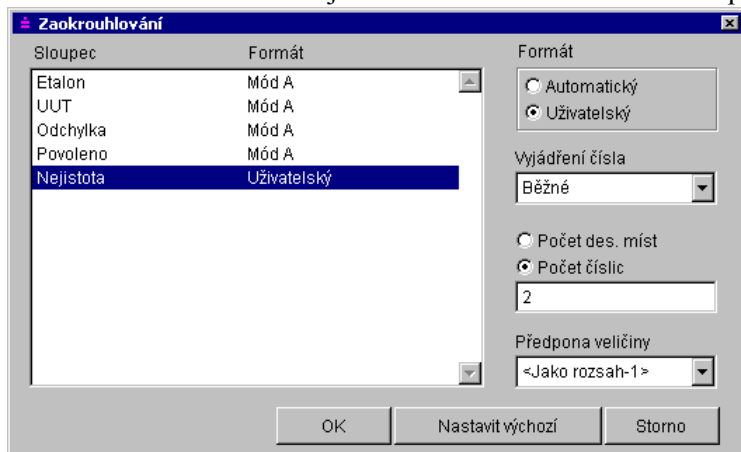 Zaokrouhlování
Sloupec Formát
Etalon Mód A
UUT Mód A
Odchylka Mód A
Povoleno Mód A
Nejistota Uživatelský
Formát
Automatický
Uživatelský
Vyjádření čísla
Běžné
Počet des. míst
Počet číslic
2
Předpona veličiny
<Jako rozsah-1>
OK Nastavit výchozí Storno